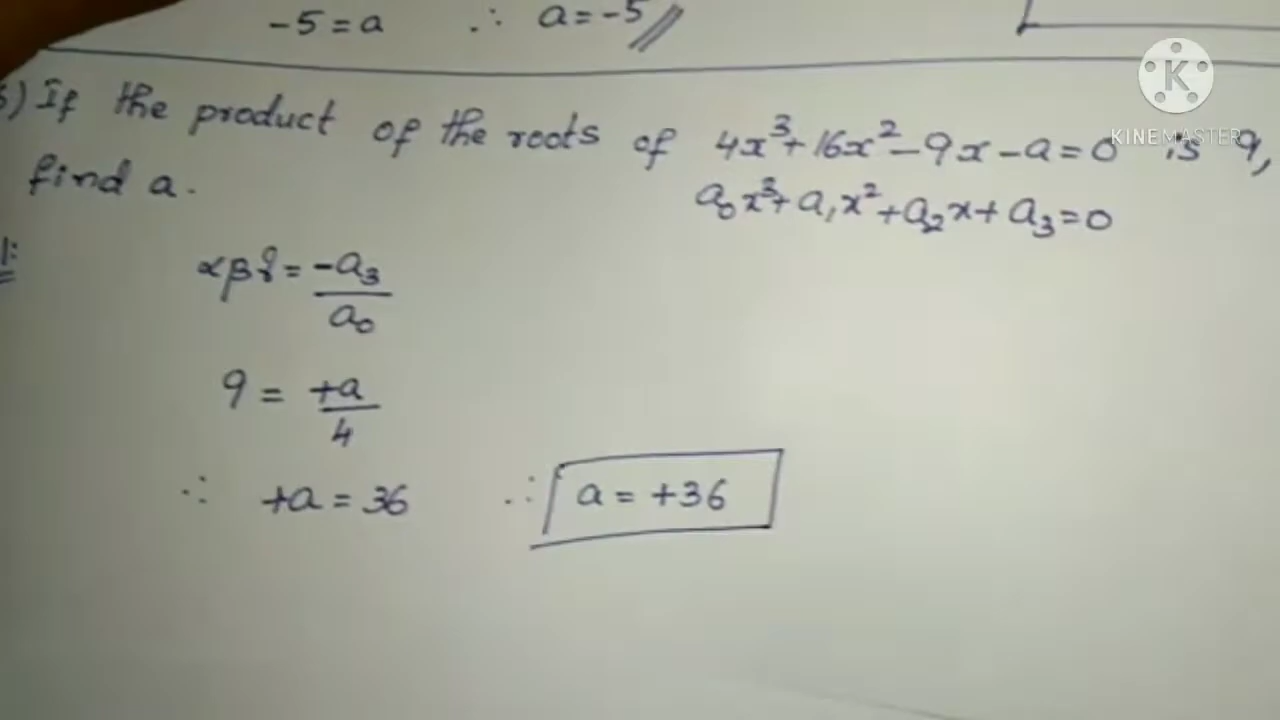 -5 = a ∴ a = -5//
) If the product of the roots of 4x³ + 16x² - 9x - a = 0 is 9,
KINEMASTER
find a.
a₀x³ + a₁x² + a₂x + a₃ = 0
αβγ = -a₃/a₀
9 = +a/4
∴ +a = 36 ∴ a = +36